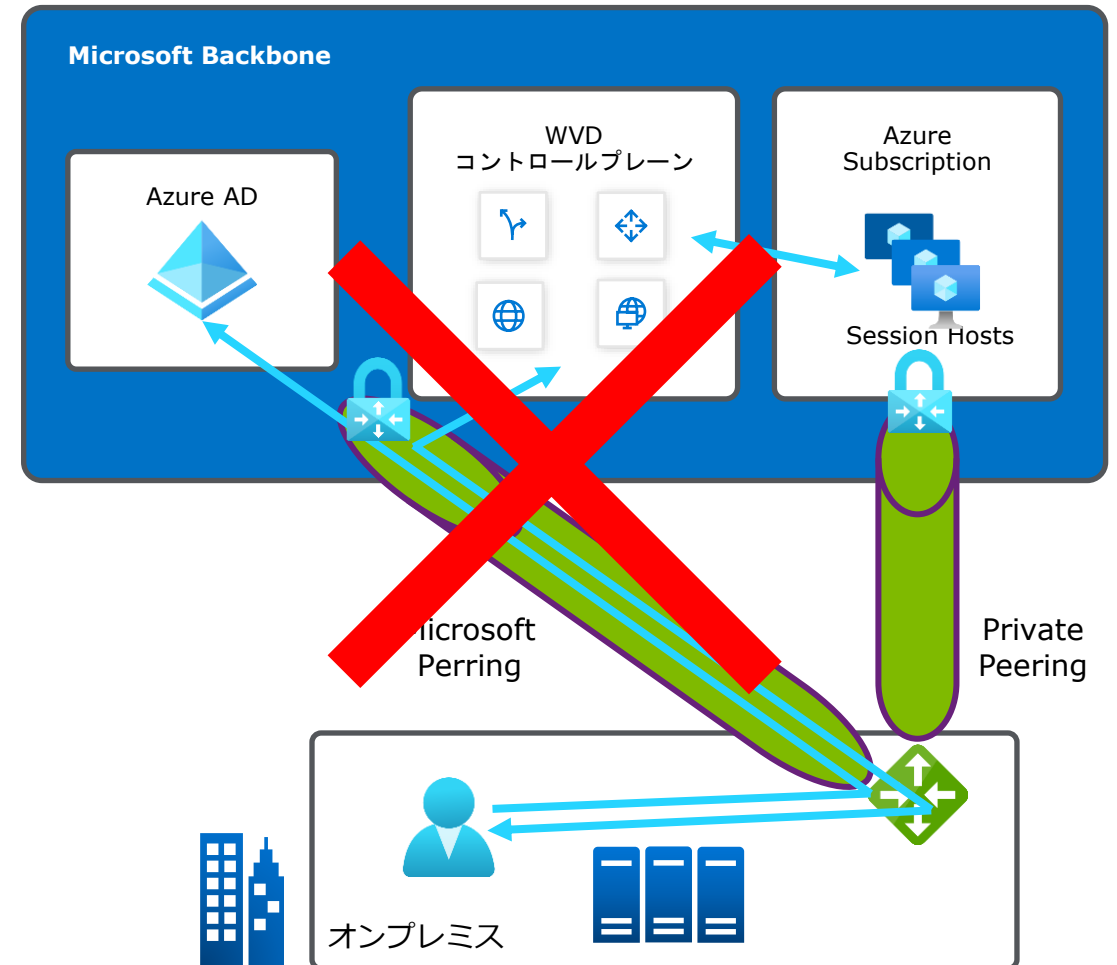 Microsoft Backbone
WVD
コントロールプレーン
Azure
Subscription
Azure AD
Session Hosts
icrosoft
Perring
Private
Peering
オンプレミス